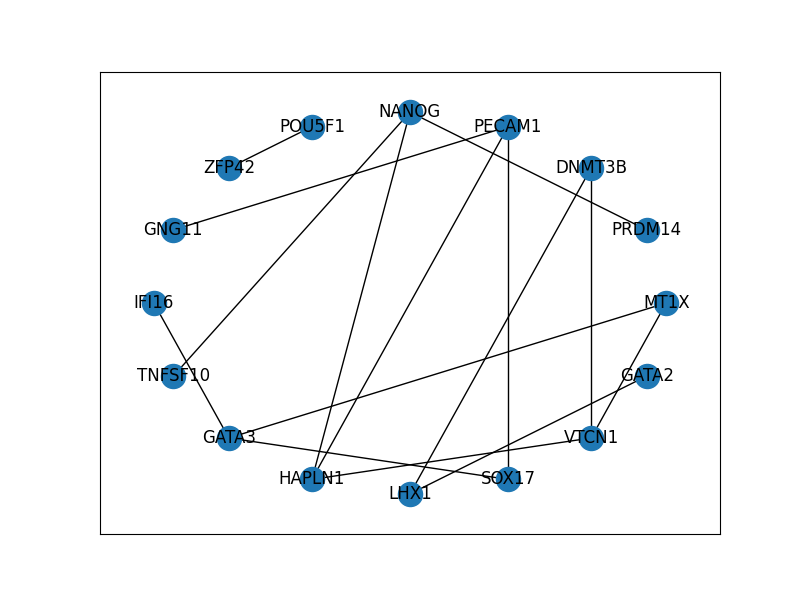 NANOG
POU5F1
PECAM1
ZFP42
DNMT3B
GNG11
PRDM14
IFI16
MT1X
TNFSF10
GATA2
GATA3
VTCN1
HAPLN1
SOX17
LHX1